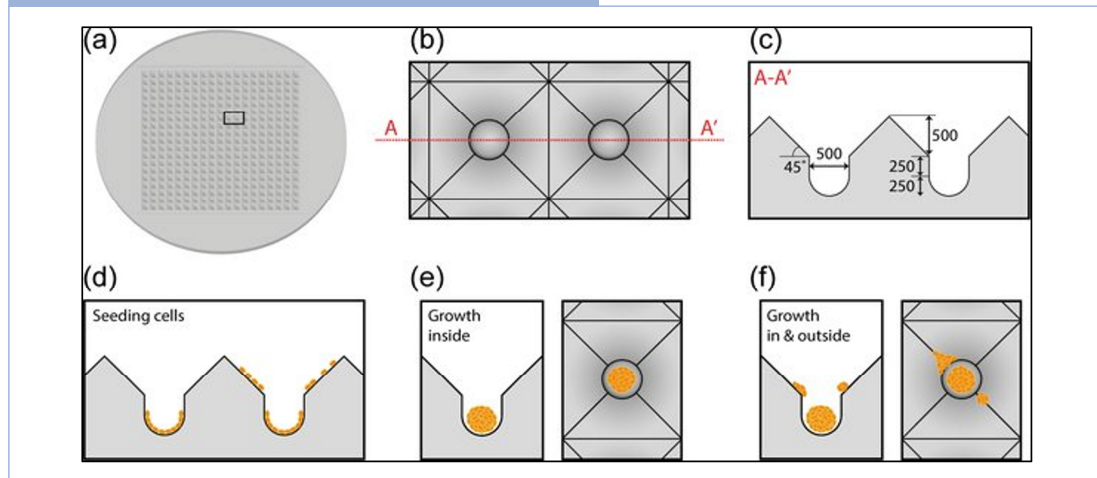 (a)
(b)
(c)
A
A'
A-A'
500
500
45°
250
250
(d)
(e)
(f)
Seeding cells
Growth
inside
Growth
in & outside